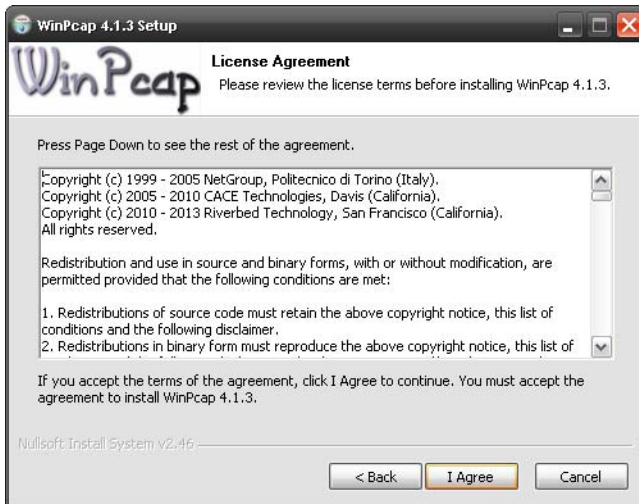 WinPcap 4.1.3 Setup
WinPcap
License Agreement
Please review the license terms before installing WinPcap 4.1.3.
Press Page Down to see the rest of the agreement.
Copyright (c) 1999 - 2005 NetGroup, Politecnico di Torino (Italy).
Copyright (c) 2005 - 2010 CACE Technologies, Davis (California).
Copyright (c) 2010 - 2013 Riverbed Technology, San Francisco (California).
All rights reserved.
Redistribution and use in source and binary forms, with or without modification, are
permitted provided that the following conditions are met:
1. Redistributions of source code must retain the above copyright notice, this list of
conditions and the following disclaimer.
2. Redistributions in binary form must reproduce the above copyright notice, this list of
If you accept the terms of the agreement, click I Agree to continue. You must accept the
agreement to install WinPcap 4.1.3.
Nullsoft Install System v2.46
< Back
I Agree
Cancel